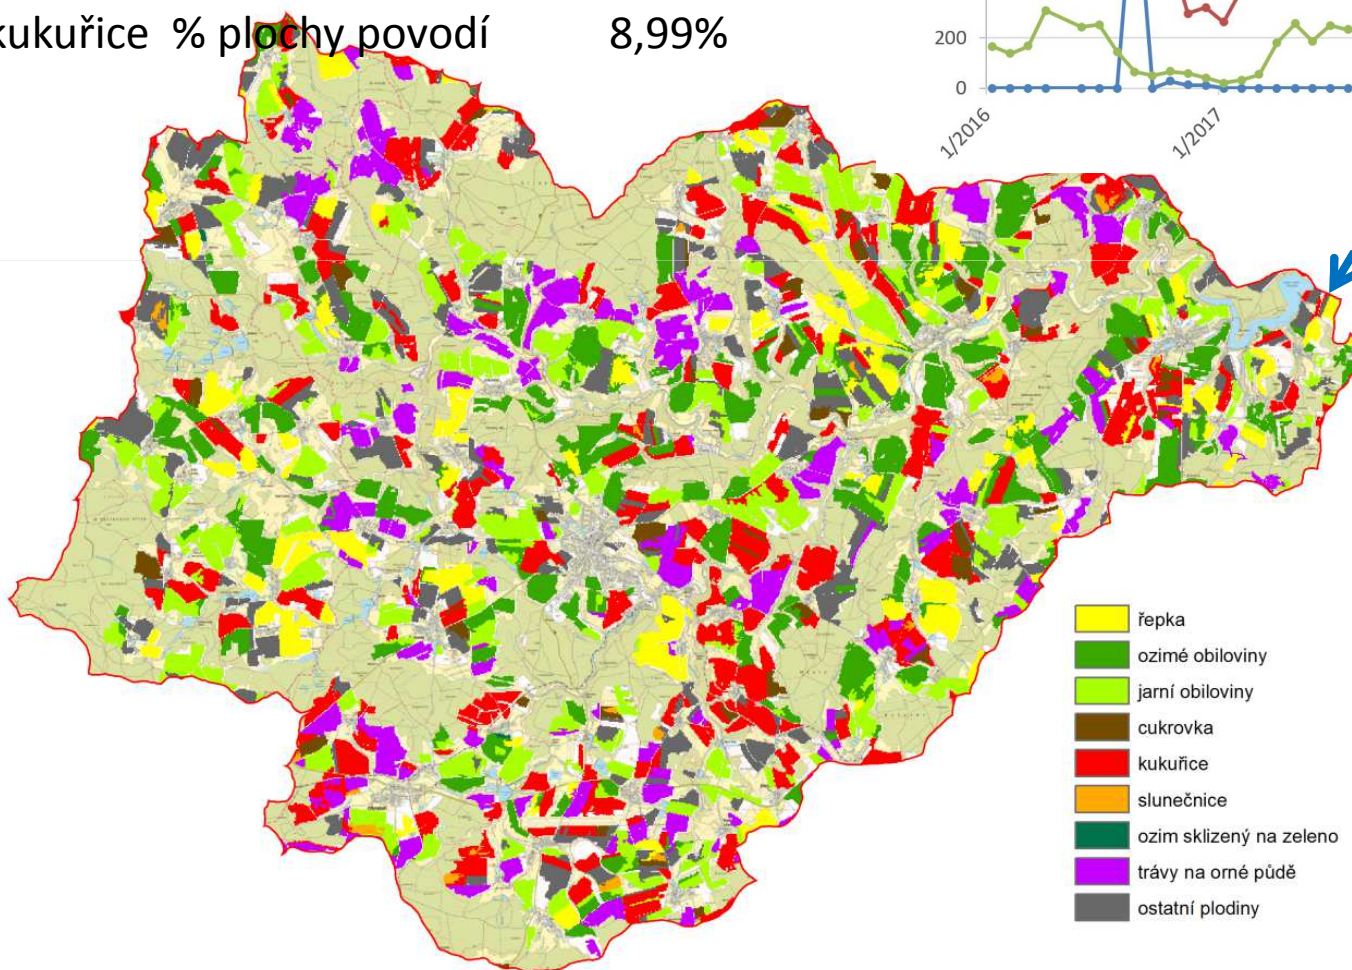 kukuřice % plochy povodí 8,99%
200
0
1/2016
1/2017
řepka
ozimé obiloviny
jarní obiloviny
cukrovka
kukuřice
slunečnice
ozim sklizený na zeleno
trávy na orné půdě
ostatní plodiny